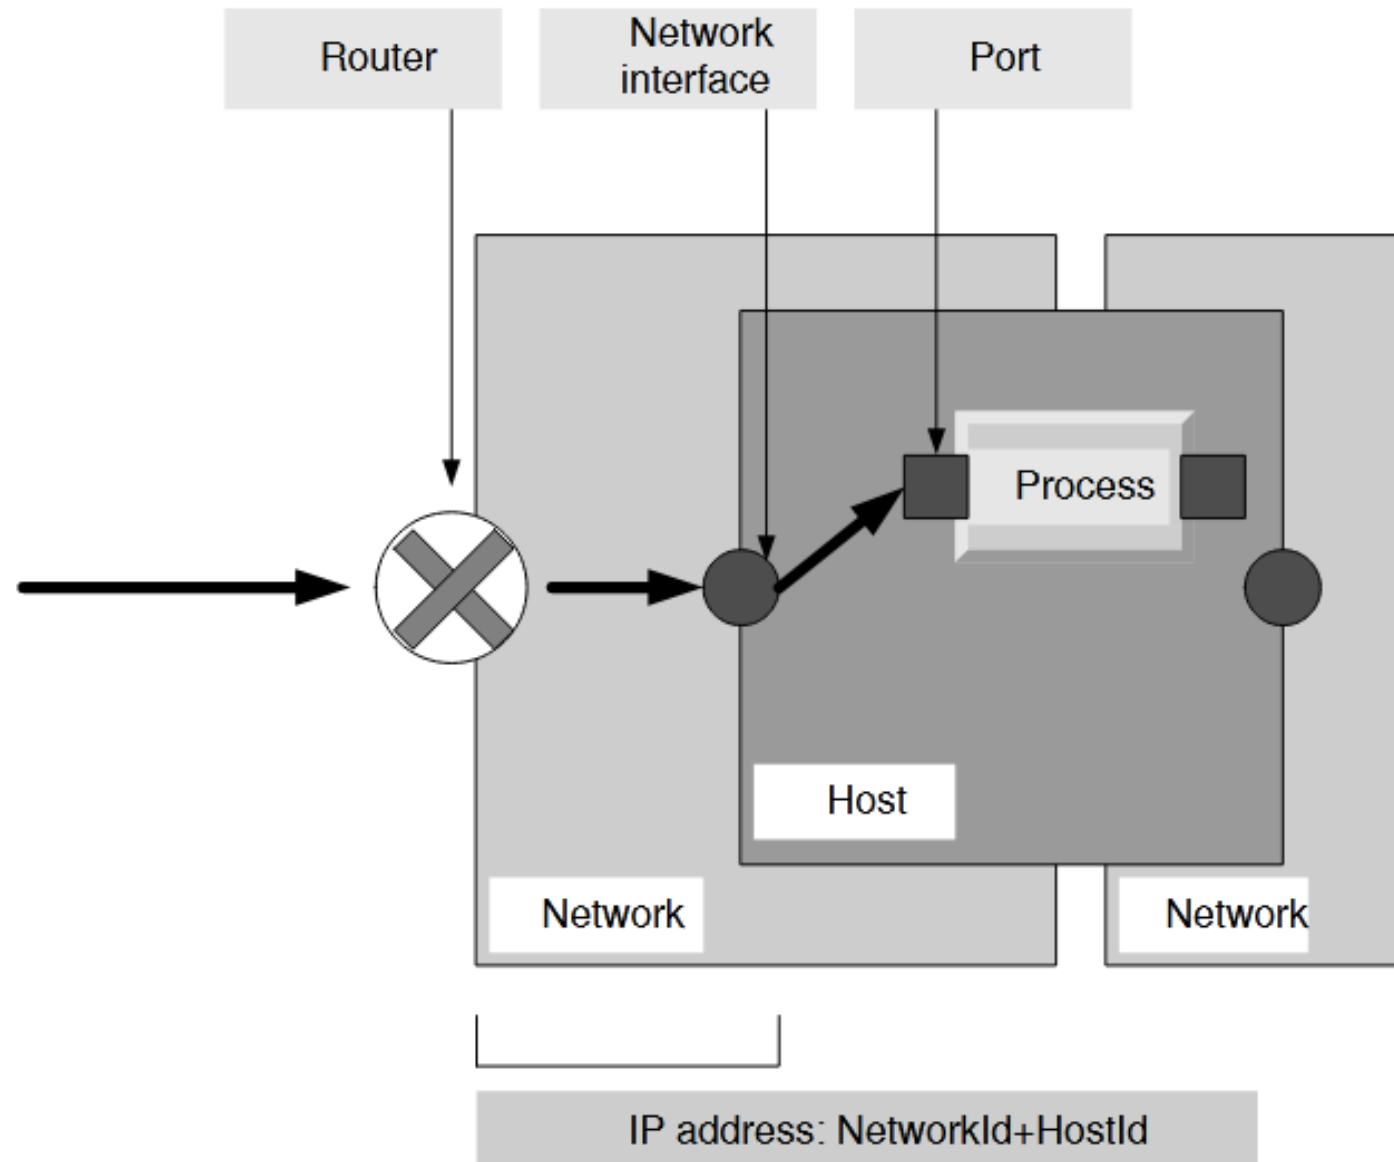 Router
Network
interface
Port
Process
Host
Network
Network
IP address: NetworkId+HostId